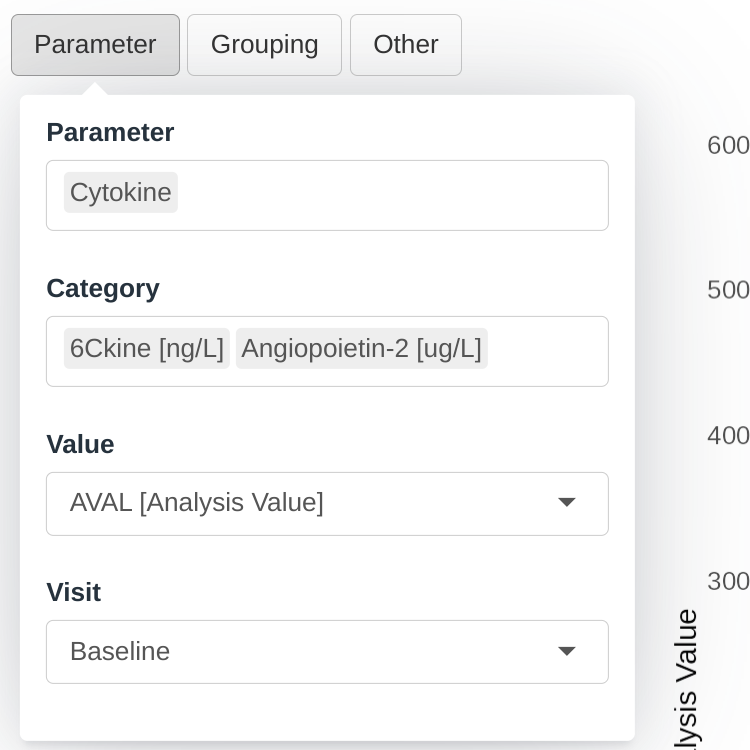 Parameter Grouping Other
Parameter
Cytokine
Category
6Ckine [ng/L] Angiopoietin-2 [ug/L]
Value
AVAL [Analysis Value]
Visit
Baseline
600
500
400
300
lysis Value